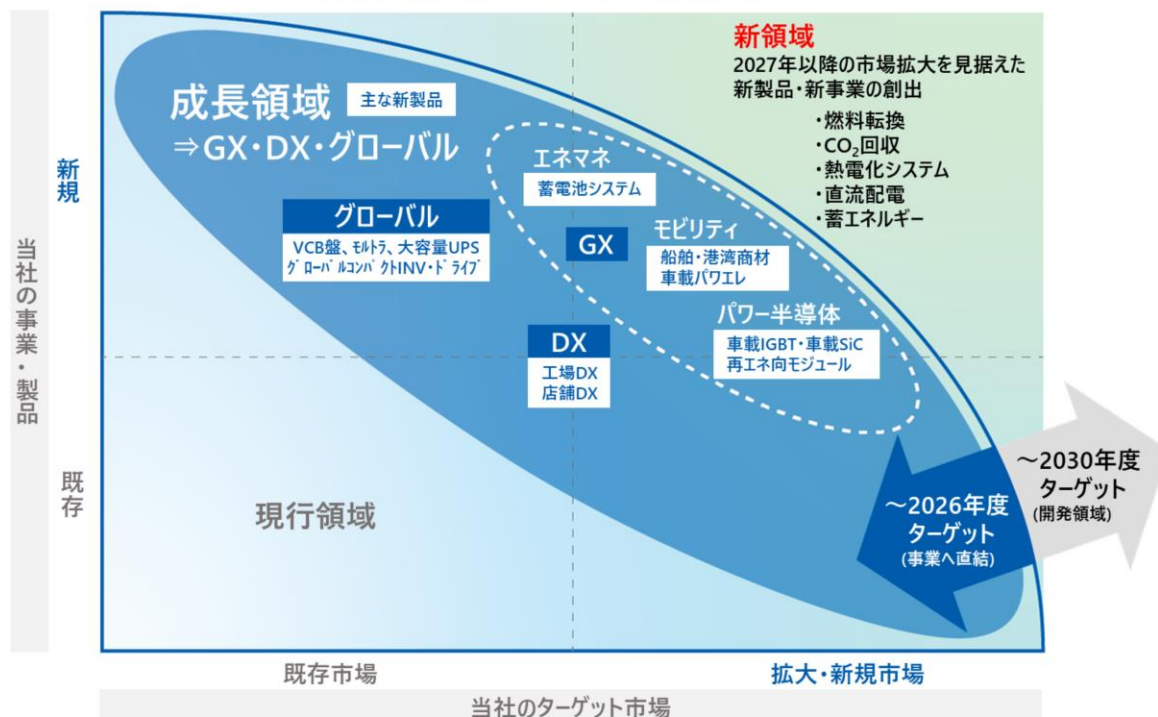 新領域
2027年以降の市場拡大を見据えた
新製品・新事業の創出
・燃料転換
・CO₂回収
・熱電化システム
・直流配電
・蓄エネルギー
成長領域
主な新製品
⇒GX・DX・グローバル
エネマネ
蓄電池システム
グローバル
VCB盤、モルトラ、大容量UPS
グローバルコンパクトINV・ドライブ
GX
モビリティ
船舶・港湾商材
車載パワエレ
パワー半導体
車載IGBT・車載SiC
再エネ向モジュール
DX
工場DX
店舗DX
現行領域
～2026年度
ターゲット
(事業へ直結)
～2030年度
ターゲット
(開発領域)
当社の事業・製品
新規
既存
既存市場
拡大・新規市場
当社のターゲット市場